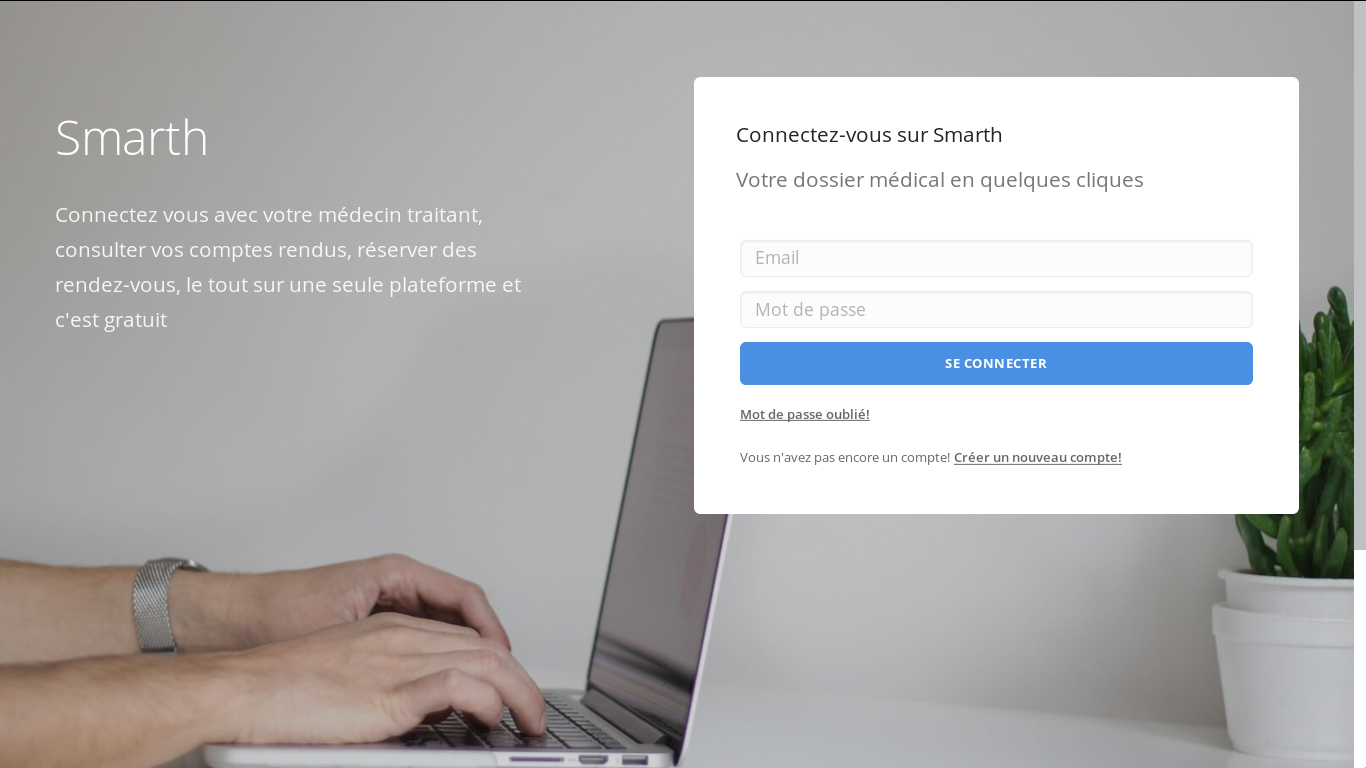 Smarth
Connectez vous avec votre médecin traitant,
consulter vos comptes rendus, réserver des
rendez-vous, le tout sur une seule plateforme et
c'est gratuit
Connectez-vous sur Smarth
Votre dossier médical en quelques cliques
Email
Mot de passe
SE CONNECTER
Mot de passe oublié!
Vous n'avez pas encore un compte! Créer un nouveau compte!